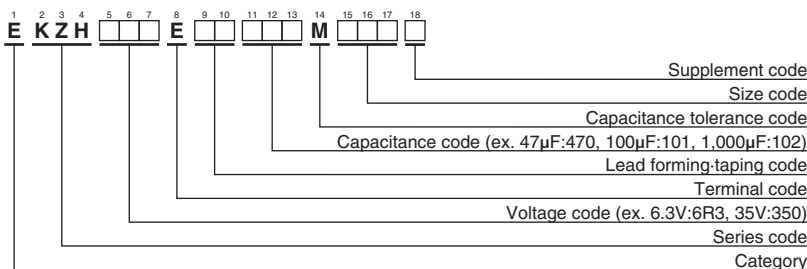 1 2 3 4 5 6 7 8 9 10 11 12 13 14 15 16 17 18
E KZH E M
Supplement code
Size code
Capacitance tolerance code
Capacitance code (ex. 47μF:470, 100μF:101, 1,000μF:102)
Lead forming·taping code
Terminal code
Voltage code (ex. 6.3V:6R3, 35V:350)
Series code
Category